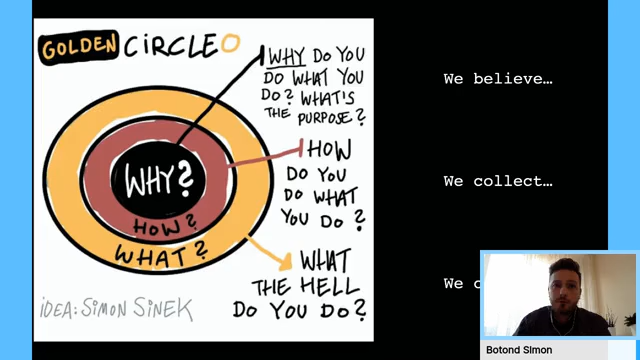 GOLDEN CIRCLE
WHY DO YOU
DO WHAT YOU
DO? WHAT'S
THE PURPOSE?
HOW
DO YOU
DO WHAT
YOU DO?
WHAT
THE HELL
DO YOU DO?
WHY?
HOW?
WHAT?
IDEA: SIMON SINEK
We believe…
We collect…
We
Botond Simon